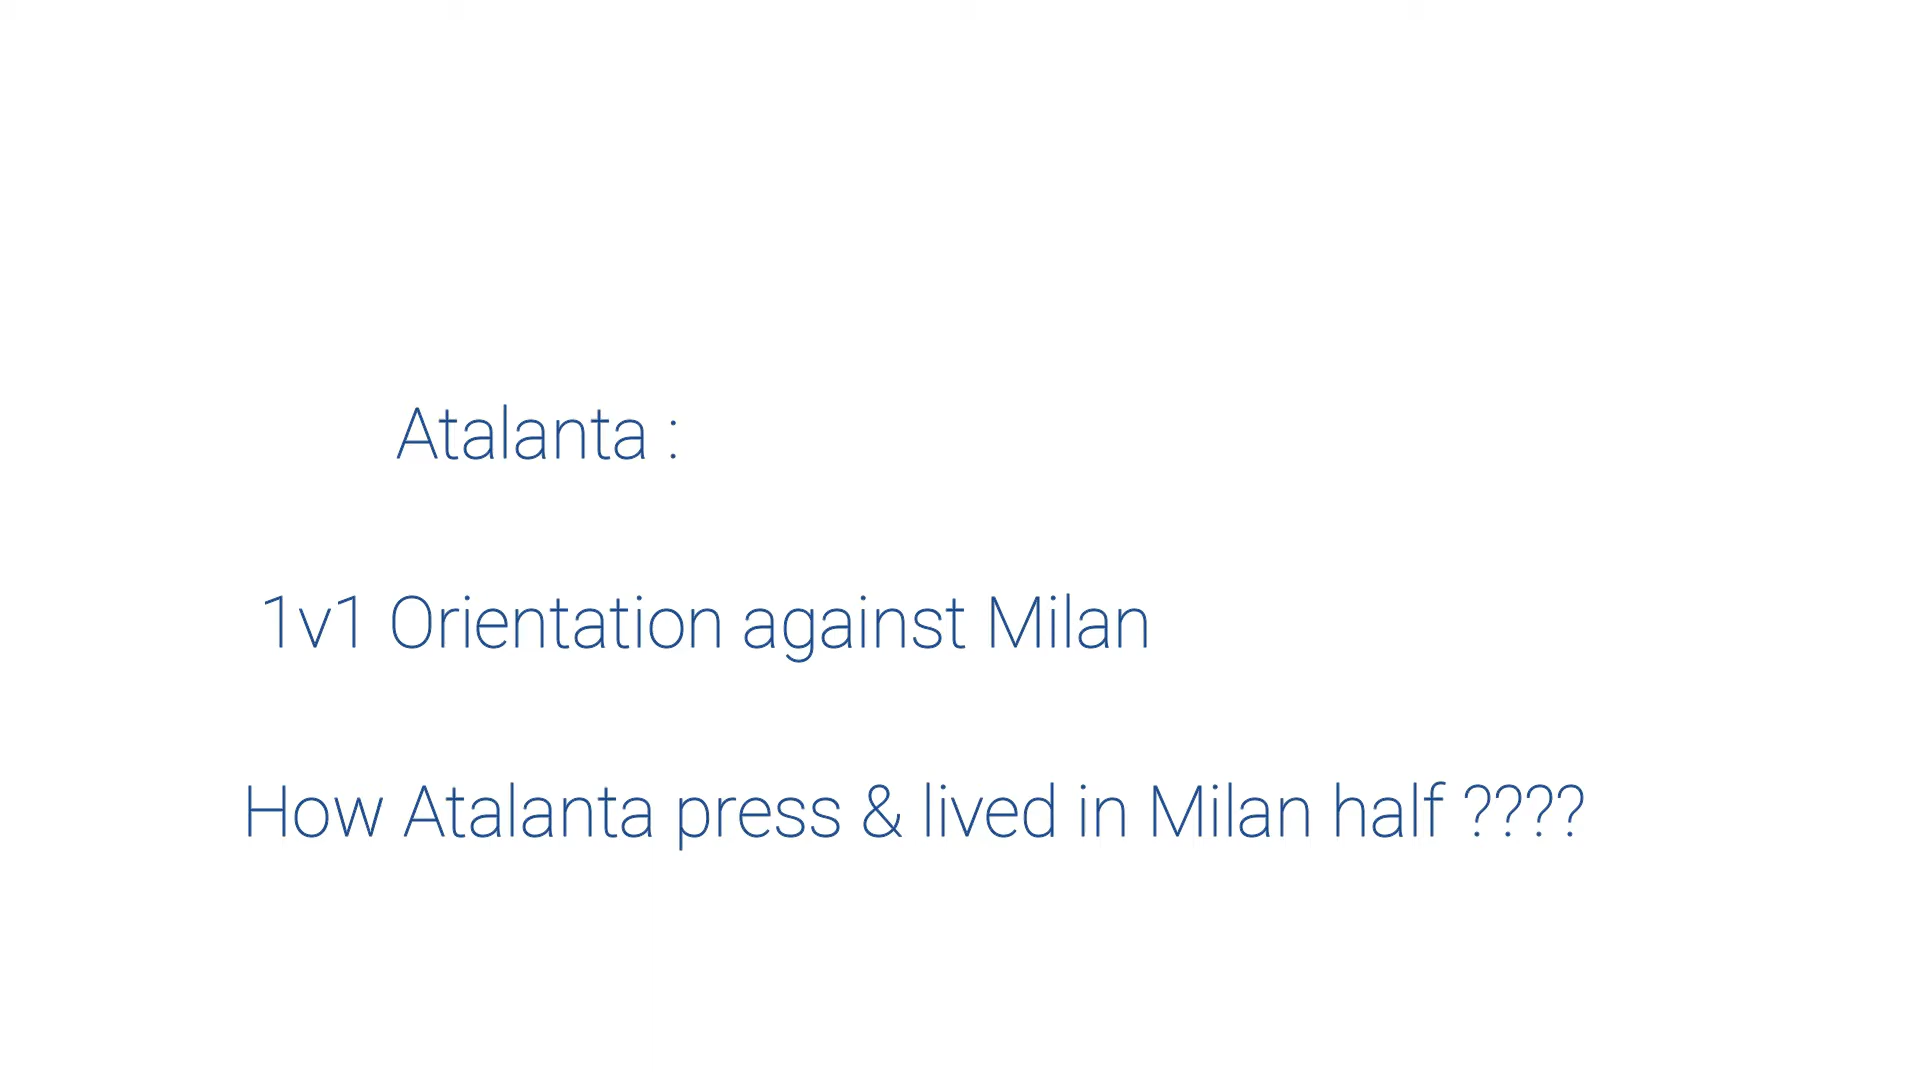 Atalanta :
1v1 Orientation against Milan
How Atalanta press & lived in Milan half ????